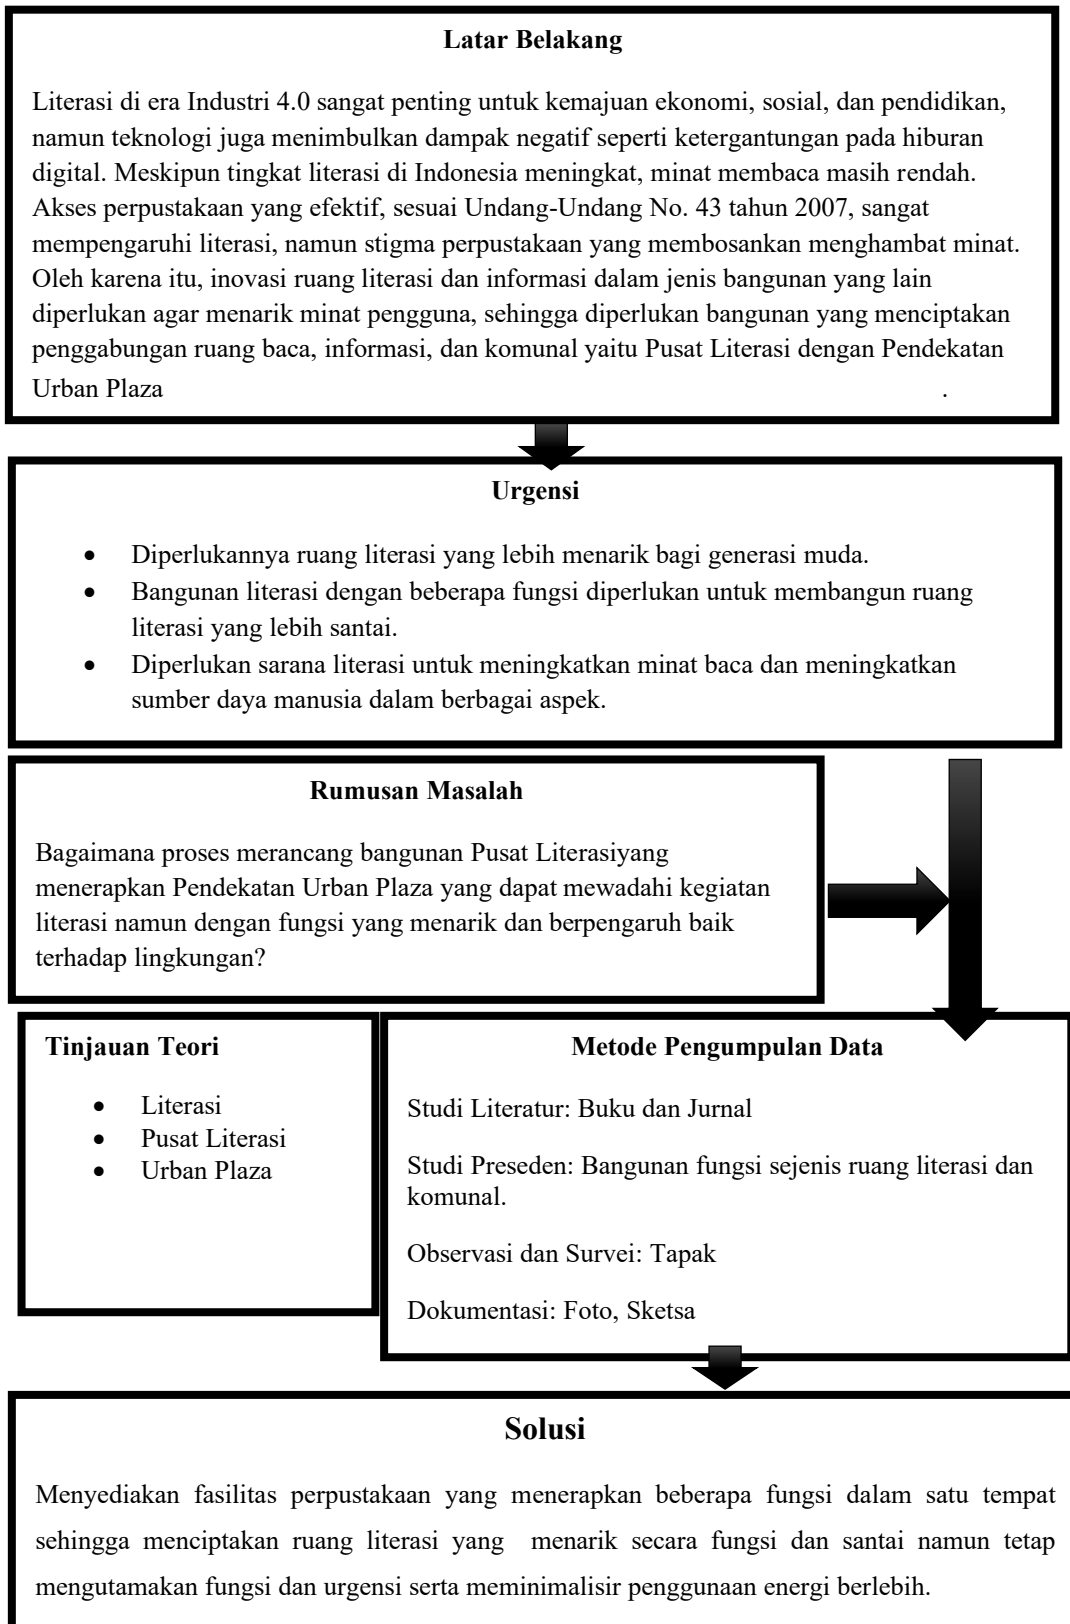 Latar Belakang
Literasi di era Industri 4.0 sangat penting untuk kemajuan ekonomi, sosial, dan pendidikan,
namun teknologi juga menimbulkan dampak negatif seperti ketergantungan pada hiburan
digital. Meskipun tingkat literasi di Indonesia meningkat, minat membaca masih rendah.
Akses perpustakaan yang efektif, sesuai Undang-Undang No. 43 tahun 2007, sangat
mempengaruhi literasi, namun stigma perpustakaan yang membosankan menghambat minat.
Oleh karena itu, inovasi ruang literasi dan informasi dalam jenis bangunan yang lain
diperlukan agar menarik minat pengguna, sehingga diperlukan bangunan yang menciptakan
penggabungan ruang baca, informasi, dan komunal yaitu Pusat Literasi dengan Pendekatan
Urban Plaza .
Urgensi
• Diperlukannya ruang literasi yang lebih menarik bagi generasi muda.
• Bangunan literasi dengan beberapa fungsi diperlukan untuk membangun ruang
literasi yang lebih santai.
• Diperlukan sarana literasi untuk meningkatkan minat baca dan meningkatkan
sumber daya manusia dalam berbagai aspek.
Rumusan Masalah
Bagaimana proses merancang bangunan Pusat Literasiyang
menerapkan Pendekatan Urban Plaza yang dapat mewadahi kegiatan
literasi namun dengan fungsi yang menarik dan berpengaruh baik
terhadap lingkungan?
Tinjauan Teori
• Literasi
• Pusat Literasi
• Urban Plaza
Metode Pengumpulan Data
Studi Literatur: Buku dan Jurnal
Studi Preseden: Bangunan fungsi sejenis ruang literasi dan
komunal.
Observasi dan Survei: Tapak
Dokumentasi: Foto, Sketsa
Solusi
Menyediakan fasilitas perpustakaan yang menerapkan beberapa fungsi dalam satu tempat
sehingga menciptakan ruang literasi yang menarik secara fungsi dan santai namun tetap
mengutamakan fungsi dan urgensi serta meminimalisir penggunaan energi berlebih.